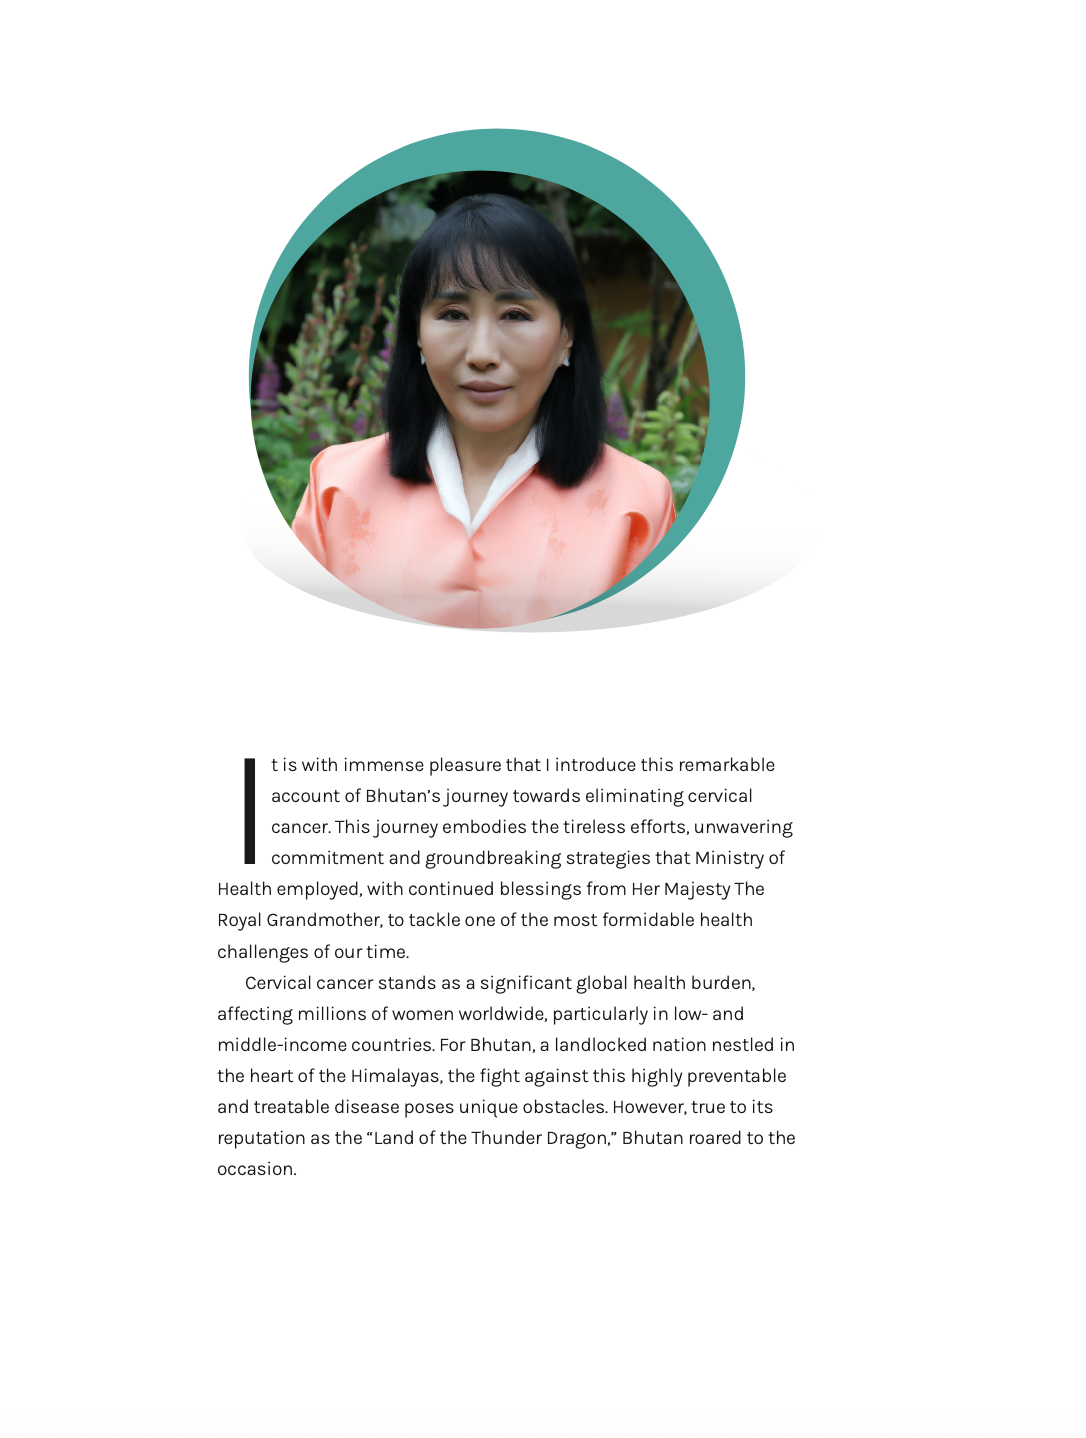 It is with immense pleasure that I introduce this remarkable
account of Bhutan’s journey towards eliminating cervical
cancer. This journey embodies the tireless efforts, unwavering
commitment and groundbreaking strategies that Ministry of
Health employed, with continued blessings from Her Majesty The
Royal Grandmother, to tackle one of the most formidable health
challenges of our time.
Cervical cancer stands as a significant global health burden,
affecting millions of women worldwide, particularly in low- and
middle-income countries. For Bhutan, a landlocked nation nestled in
the heart of the Himalayas, the fight against this highly preventable
and treatable disease poses unique obstacles. However, true to its
reputation as the “Land of the Thunder Dragon,” Bhutan roared to the
occasion.